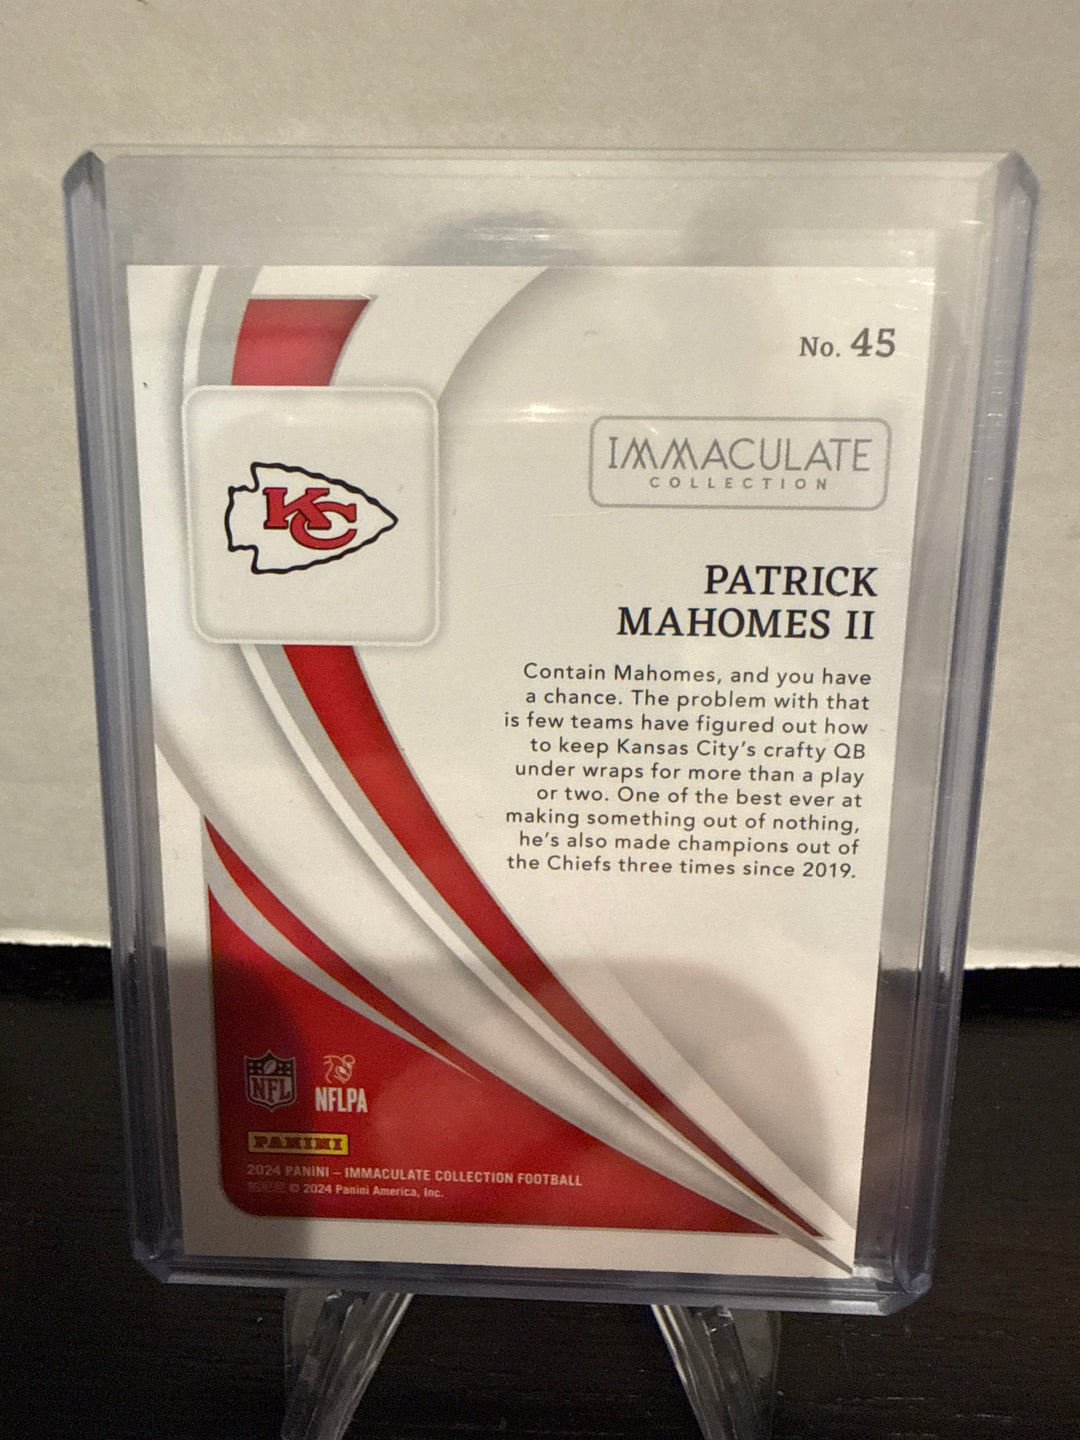 No. 45
IMMACULATE
COLLECTION
KC
PATRICK
MAHOMES II
Contain Mahomes, and you have
a chance. The problem with that
is few teams have figured out how
to keep Kansas City's crafty QB
under wraps for more than a play
or two. One of the best ever at
making something out of nothing,
he's also made champions out of
the Chiefs three times since 2019.
NFL
NFLPA
PANINI
2024 PANINI – IMMACULATE COLLECTION FOOTBALL
© 2024 Panini America, Inc.